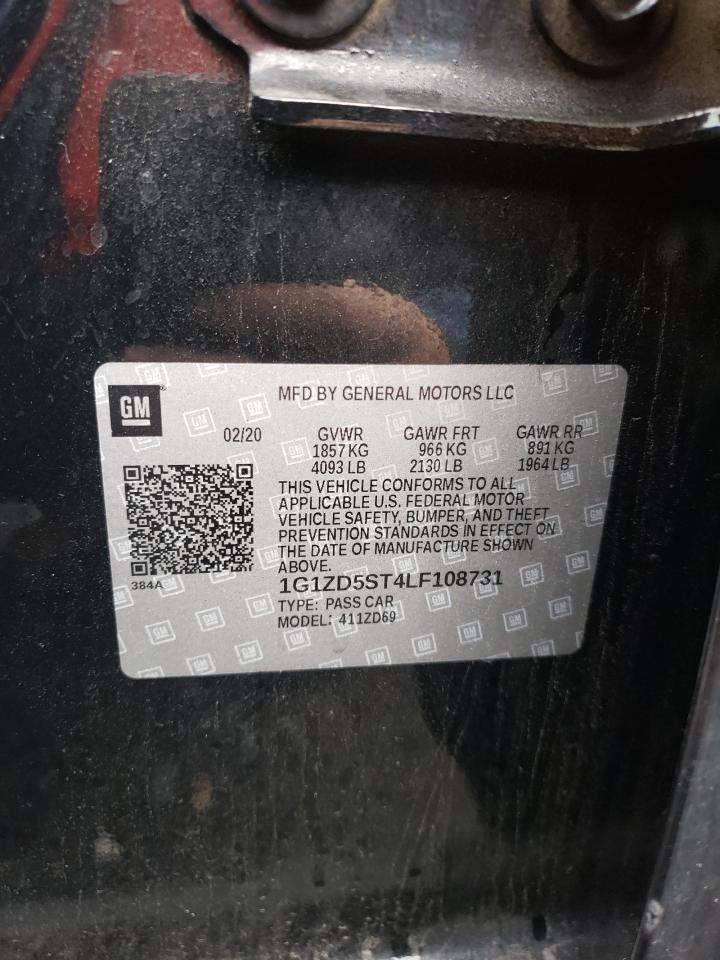 GM
MFD BY GENERAL MOTORS LLC
02/20 GVWR GAWR FRT GAWR RR
1857 KG 966 KG 891 KG
4093 LB 2130 LB 1964 LB
THIS VEHICLE CONFORMS TO ALL
APPLICABLE U.S. FEDERAL MOTOR
VEHICLE SAFETY, BUMPER, AND THEFT
PREVENTION STANDARDS IN EFFECT ON
THE DATE OF MANUFACTURE SHOWN
ABOVE.
384A
1G1ZD5ST4LF108731
TYPE: PASS CAR
MODEL: 411ZD69